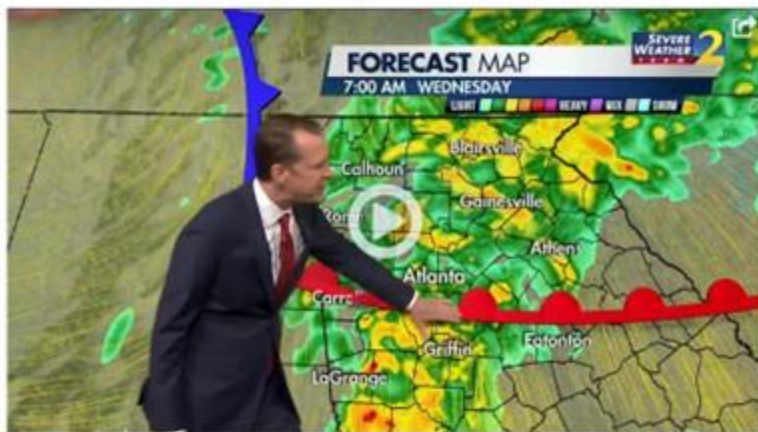 SEVERE
WEATHER 2
FORECAST MAP
7:00 AM WEDNESDAY
LIGHT HEAVY MIX SNOW
Blairsville
Calhoun
Gainesville
Rome
Athens
Atlanta
Carro
Eatonton
Griffin
LaGrange